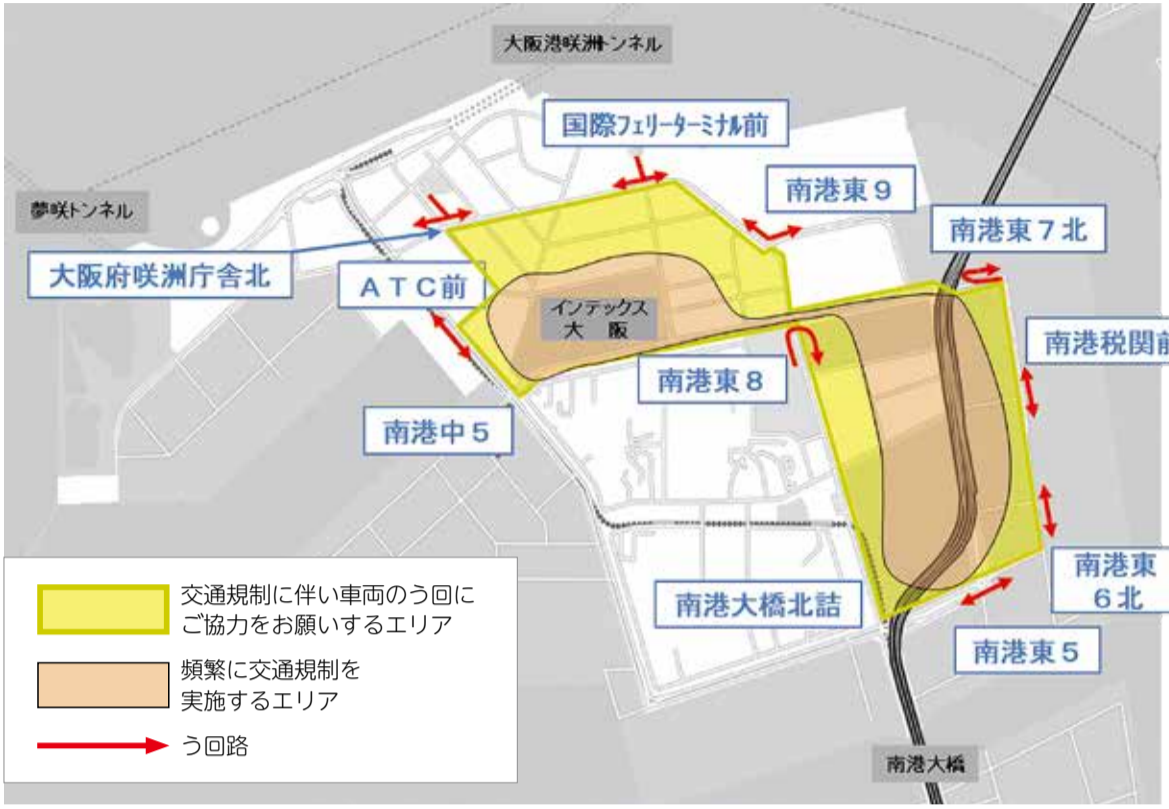 大阪港咲洲トンネル
国際フェリーターミナル前
南港東9
夢咲トンネル
南港東7北
大阪府咲洲庁舎北
ATC前
インテックス
大 阪
南港税関前
南港東8
南港中5
南港東
6北
南港大橋北詰
南港東5
南港大橋
交通規制に伴い車両のう回に
ご協力をお願いするエリア
頻繁に交通規制を
実施するエリア
う回路